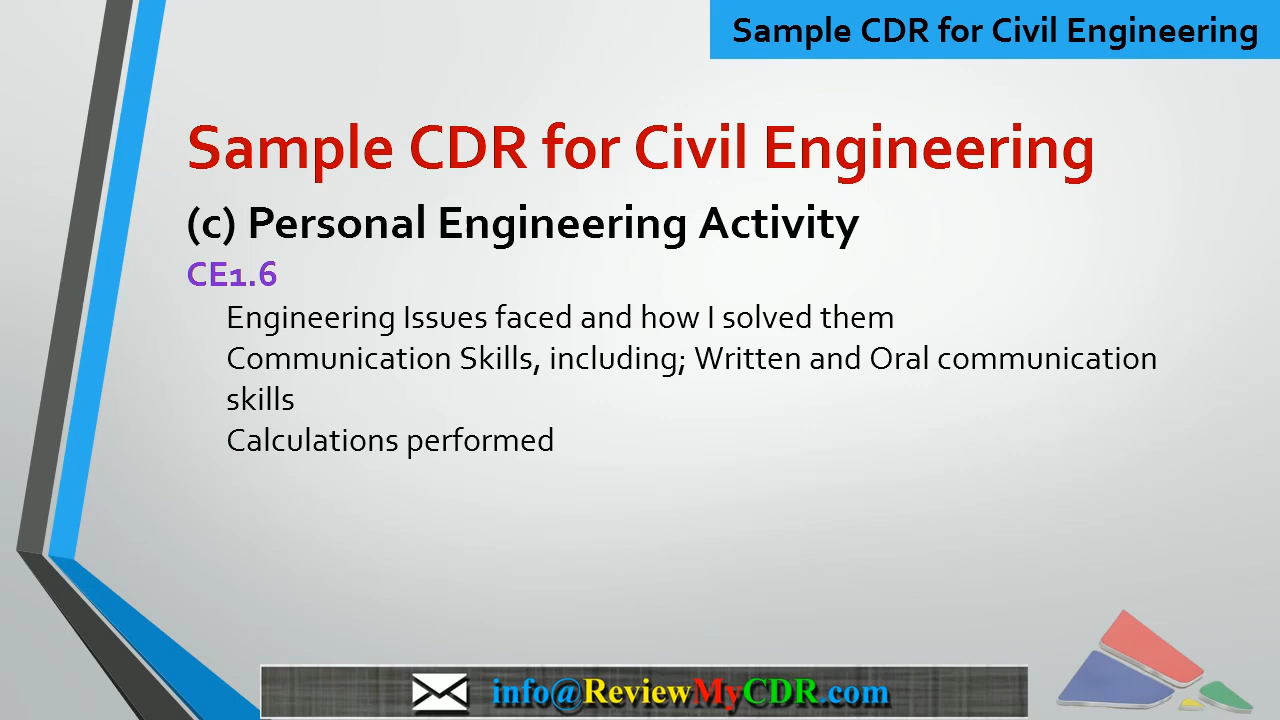 Sample CDR for Civil Engineering
Sample CDR for Civil Engineering
(c) Personal Engineering Activity
CE1.6
Engineering Issues faced and how I solved them
Communication Skills, including; Written and Oral communication
skills
Calculations performed
info@ReviewMyCDR.com